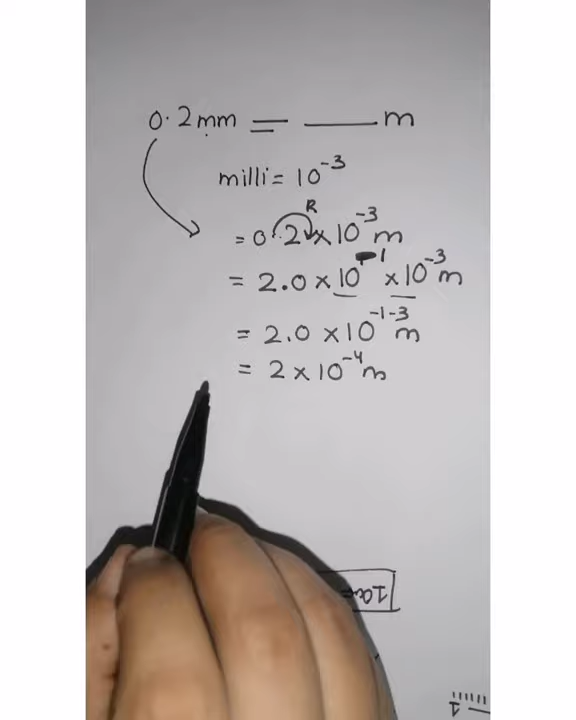 0.2mm = ____ m
milli = 10⁻³
R
= 0.2 × 10⁻³ m
= 2.0 × 10⁻¹ × 10⁻³ m
= 2.0 × 10⁻¹⁻³ m
= 2 × 10⁻⁴ m